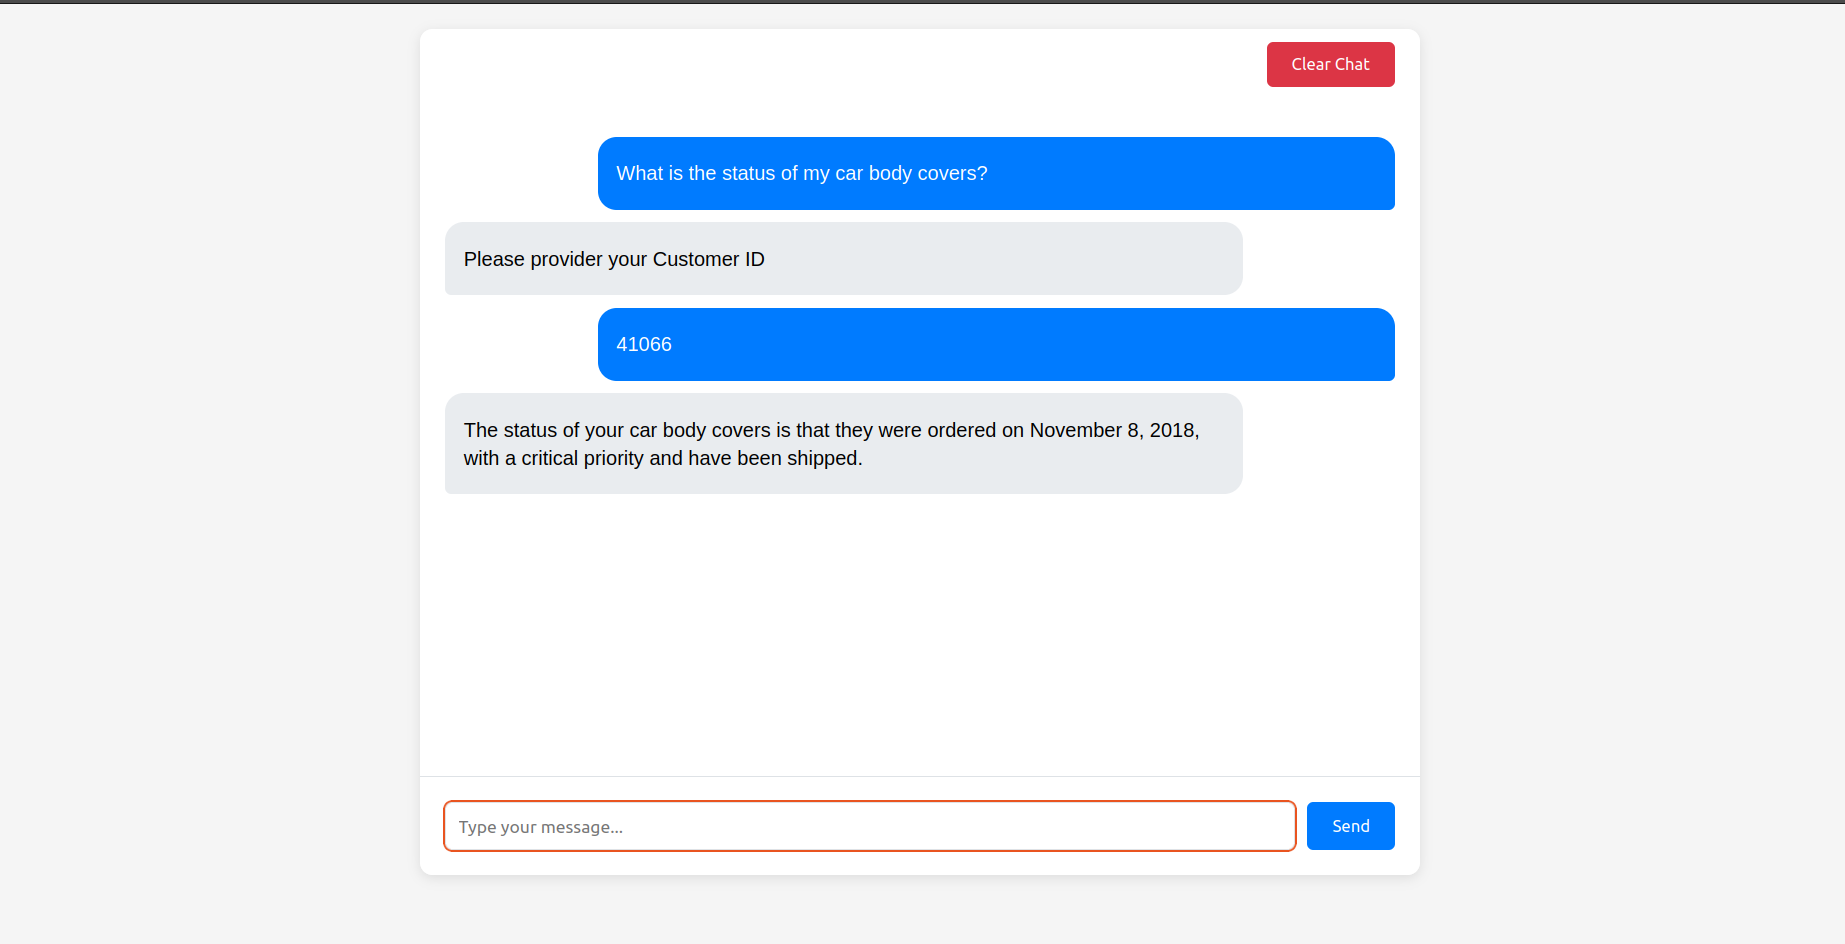 Clear Chat
What is the status of my car body covers?
Please provider your Customer ID
41066
The status of your car body covers is that they were ordered on November 8, 2018,
with a critical priority and have been shipped.
Type your message...
Send